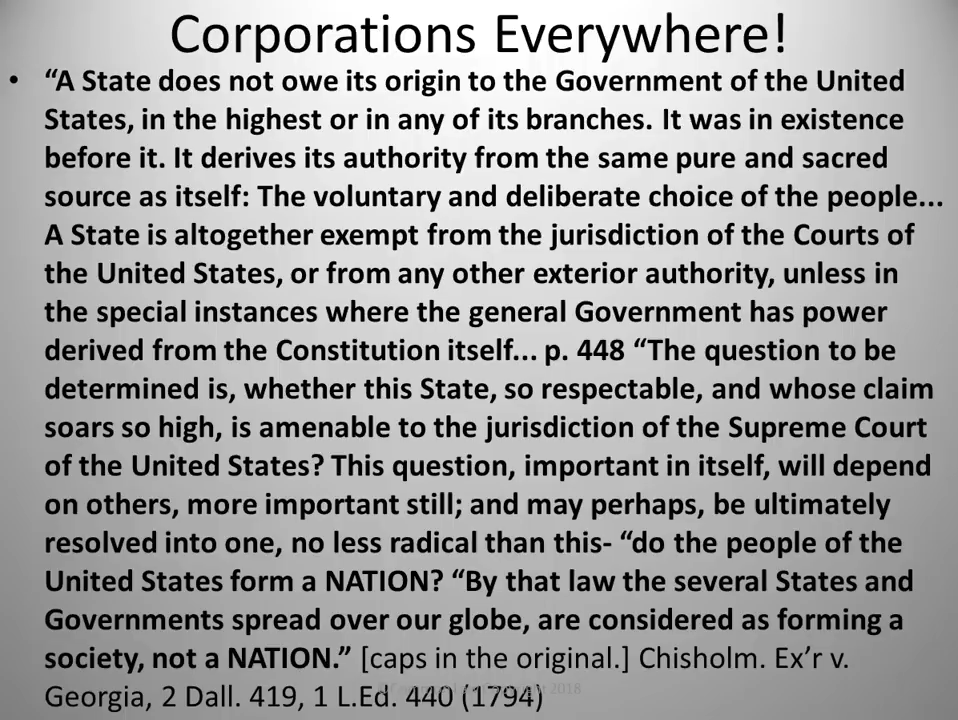 Corporations Everywhere!
• “A State does not owe its origin to the Government of the United
States, in the highest or in any of its branches. It was in existence
before it. It derives its authority from the same pure and sacred
source as itself: The voluntary and deliberate choice of the people...
A State is altogether exempt from the jurisdiction of the Courts of
the United States, or from any other exterior authority, unless in
the special instances where the general Government has power
derived from the Constitution itself... p. 448 “The question to be
determined is, whether this State, so respectable, and whose claim
soars so high, is amenable to the jurisdiction of the Supreme Court
of the United States? This question, important in itself, will depend
on others, more important still; and may perhaps, be ultimately
resolved into one, no less radical than this- “do the people of the
United States form a NATION? “By that law the several States and
Governments spread over our globe, are considered as forming a
society, not a NATION.” [caps in the original.] Chisholm. Ex’r v.
Georgia, 2 Dall. 419, 1 L.Ed. 440 (1794)
2018